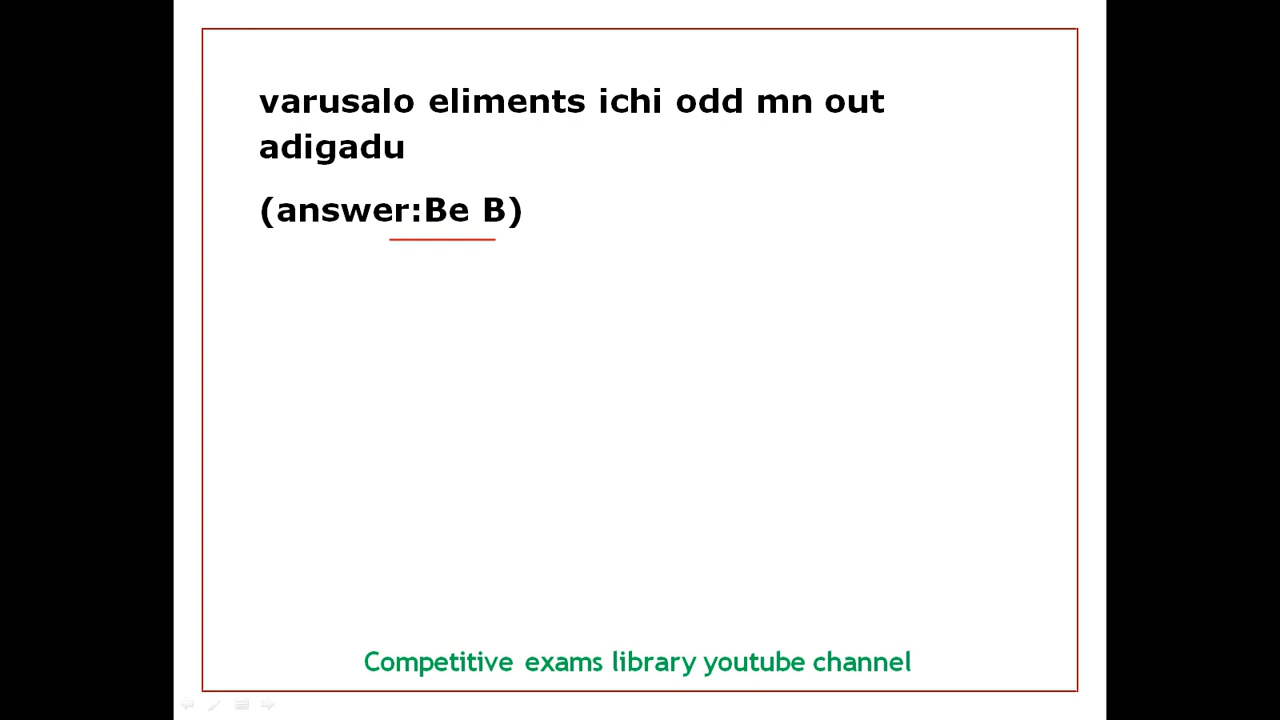 varusalo eliments ichi odd mn out
adigadu
(answer:Be B)
Competitive exams library youtube channel